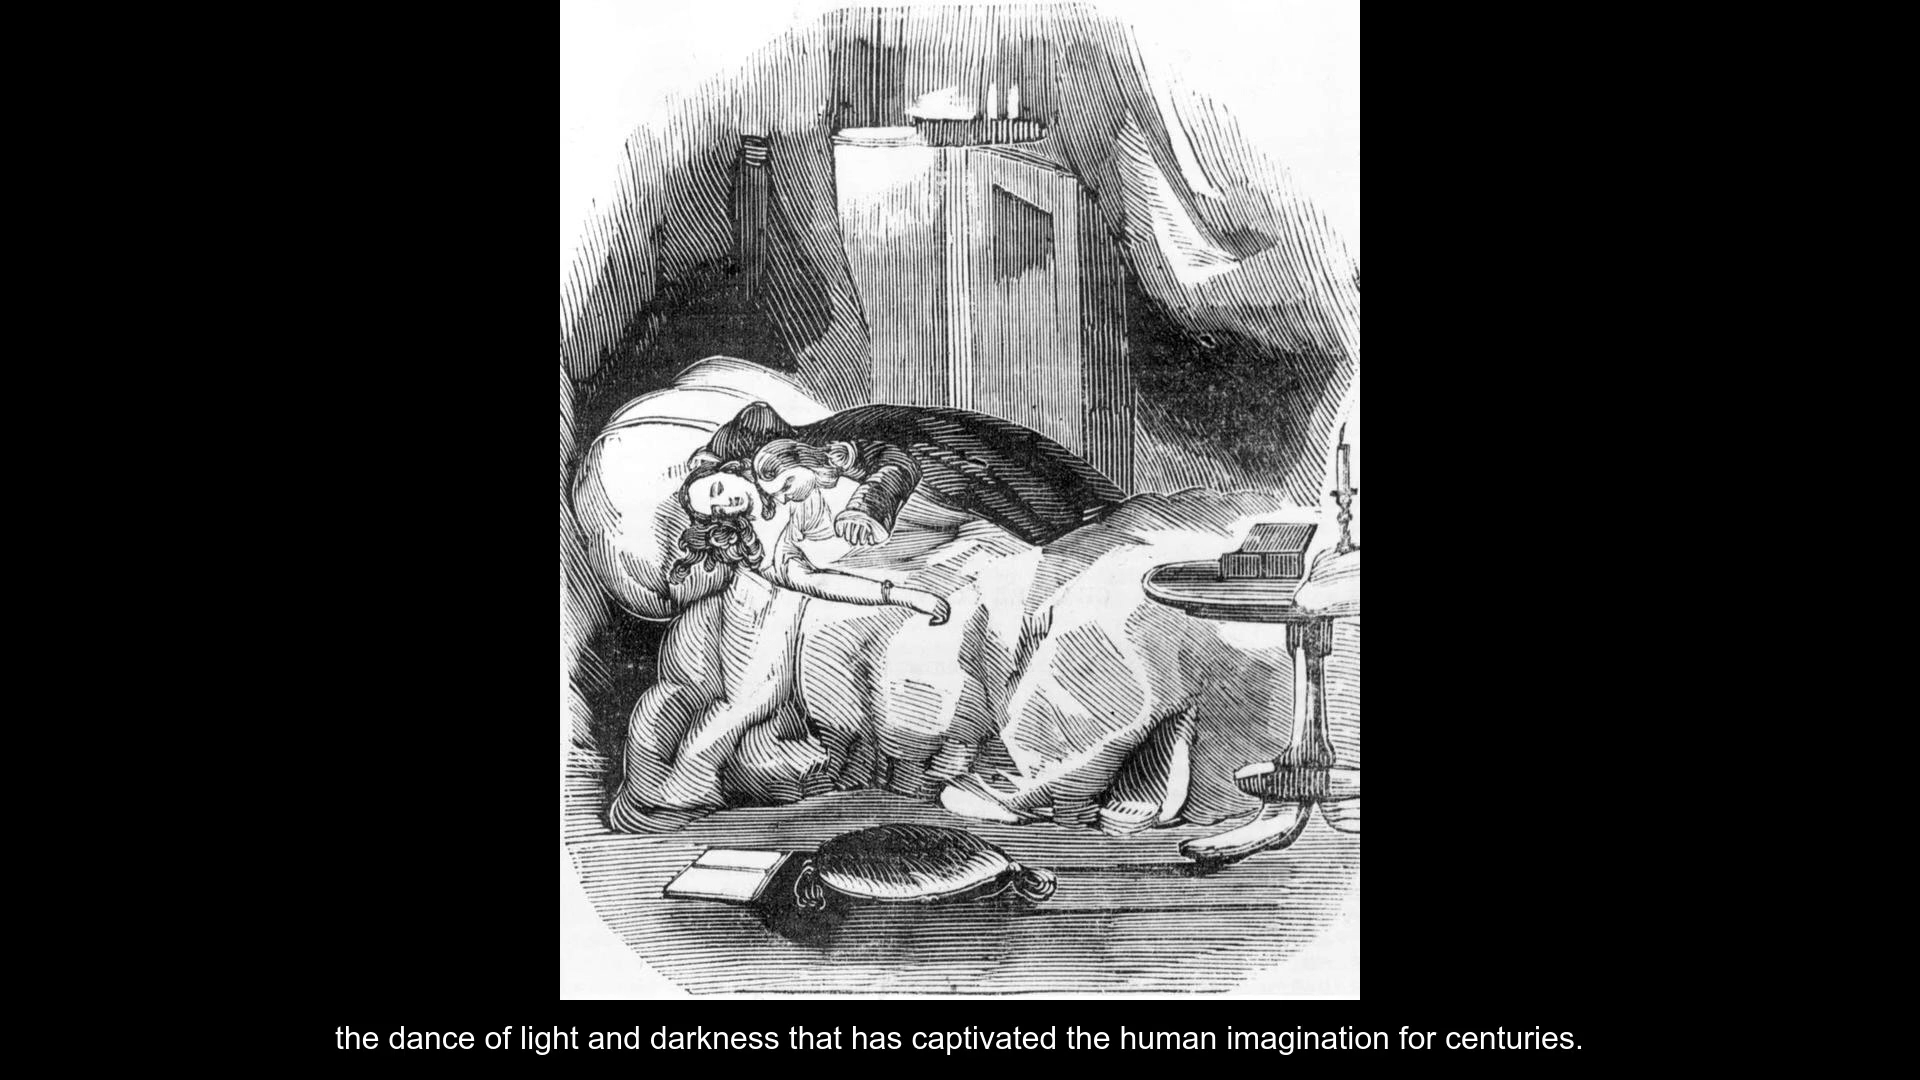 the dance of light and darkness that has captivated the human imagination for centuries.